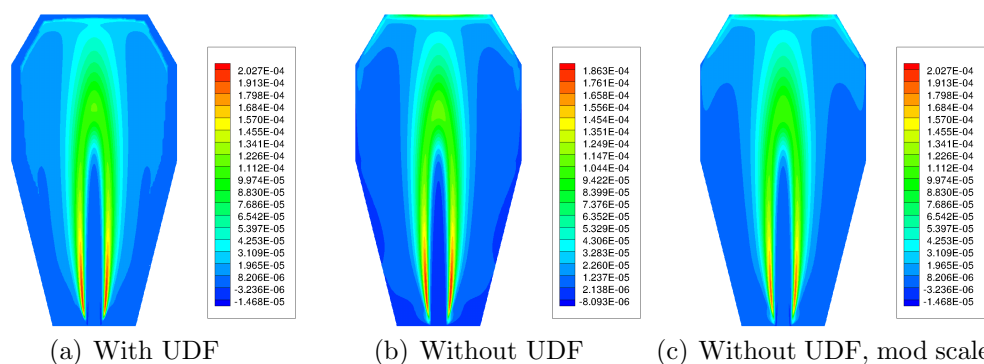 2.027E-04
1.913E-04
1.798E-04
1.684E-04
1.570E-04
1.455E-04
1.341E-04
1.226E-04
1.112E-04
9.974E-05
8.830E-05
7.686E-05
6.542E-05
5.397E-05
4.253E-05
3.109E-05
1.965E-05
8.206E-06
-3.236E-06
-1.468E-05
(a) With UDF
1.863E-04
1.761E-04
1.658E-04
1.556E-04
1.454E-04
1.351E-04
1.249E-04
1.147E-04
1.044E-04
9.422E-05
8.399E-05
7.376E-05
6.352E-05
5.329E-05
4.306E-05
3.283E-05
2.260E-05
1.237E-05
2.138E-06
-8.093E-06
(b) Without UDF
2.027E-04
1.913E-04
1.798E-04
1.684E-04
1.570E-04
1.455E-04
1.341E-04
1.226E-04
1.112E-04
9.974E-05
8.830E-05
7.686E-05
6.542E-05
5.397E-05
4.253E-05
3.109E-05
1.965E-05
8.206E-06
-3.236E-06
-1.468E-05
(c) Without UDF, mod scale